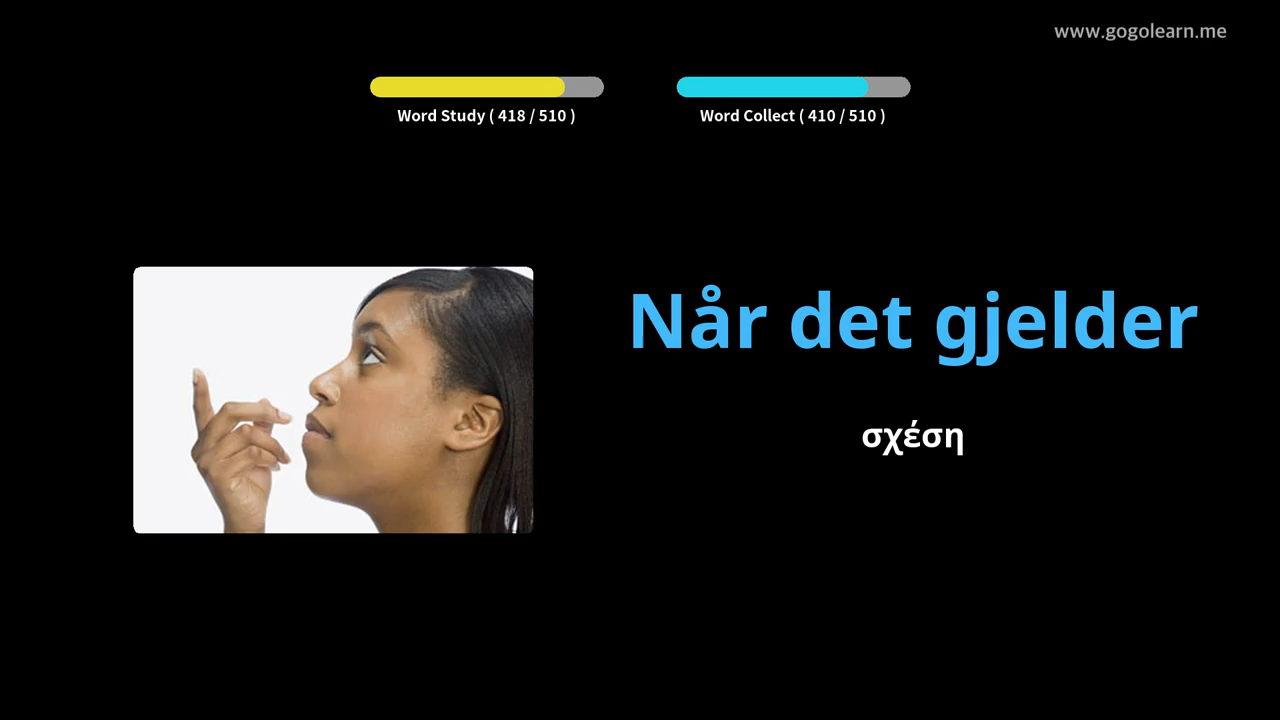 www.gogolearn.me
Word Study ( 418 / 510 )
Word Collect ( 410 / 510 )
Når det gjelder
σχέση